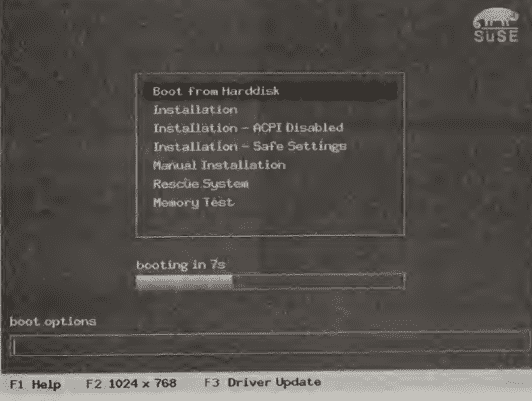 SuSE
Boot from Harddisk
Installation
Installation - ACPI Disabled
Installation - Safe Settings
Manual Installation
Rescue System
Memory Test
booting in 7s
boot options
F1 Help F2 1024 x 768 F3 Driver Update